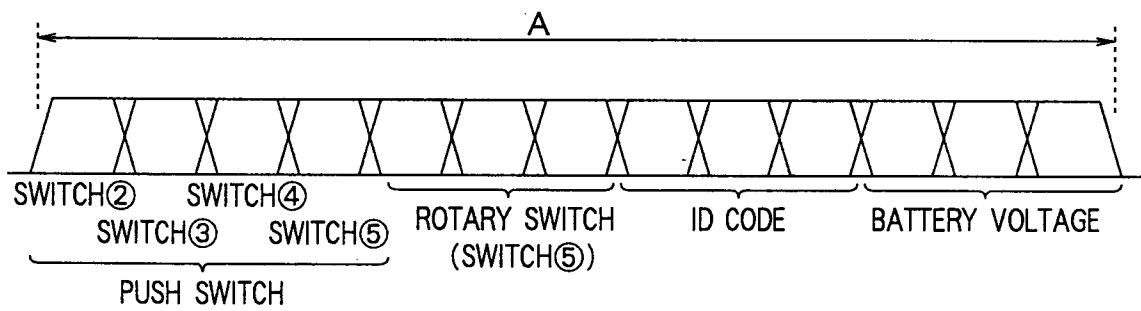 A
SWITCH② SWITCH④
SWITCH③ SWITCH⑤
ROTARY SWITCH
(SWITCH⑤)
ID CODE
BATTERY VOLTAGE
PUSH SWITCH